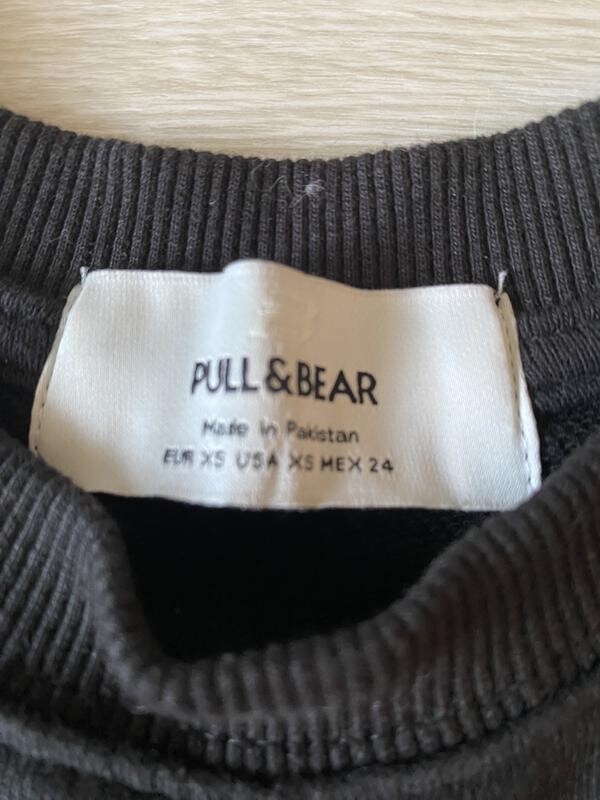 PULL&BEAR
Made in Pakistan
EUR XS USA XS MEX 24